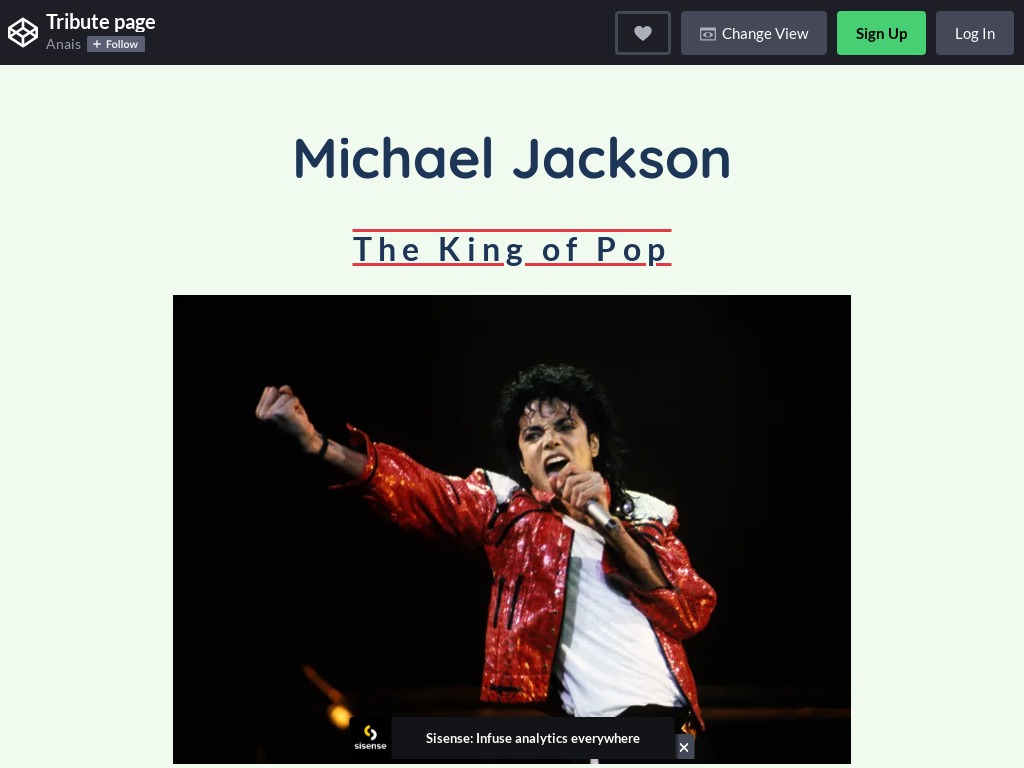 Tribute page
Anais
+ Follow
Change View
Sign Up
Log In
Michael Jackson
The King of Pop
sisense
Sisense: Infuse analytics everywhere
×